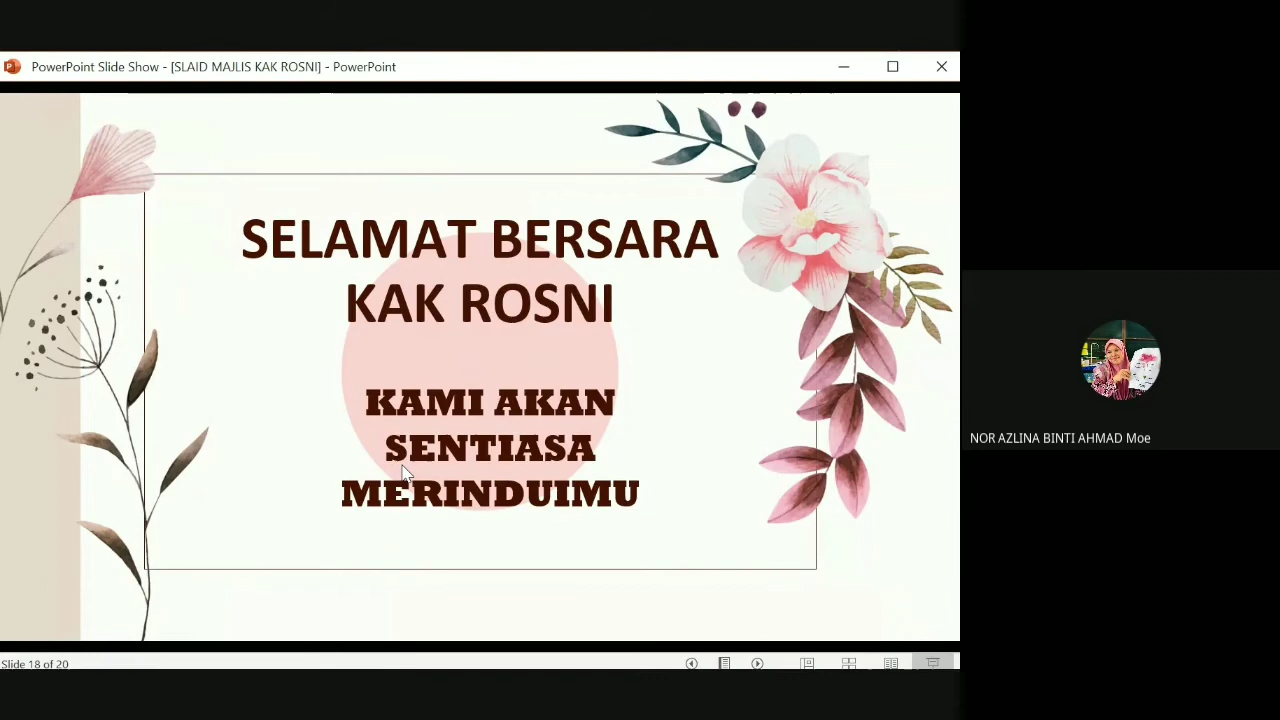 PowerPoint Slide Show - [SLAID MAJLIS KAK ROSNI] - PowerPoint
SELAMAT BERSARA
KAK ROSNI
KAMI AKAN
SENTIASA
MERINDUIMU
NOR AZLINA BINTI AHMAD Moe
Slide 18 of 20